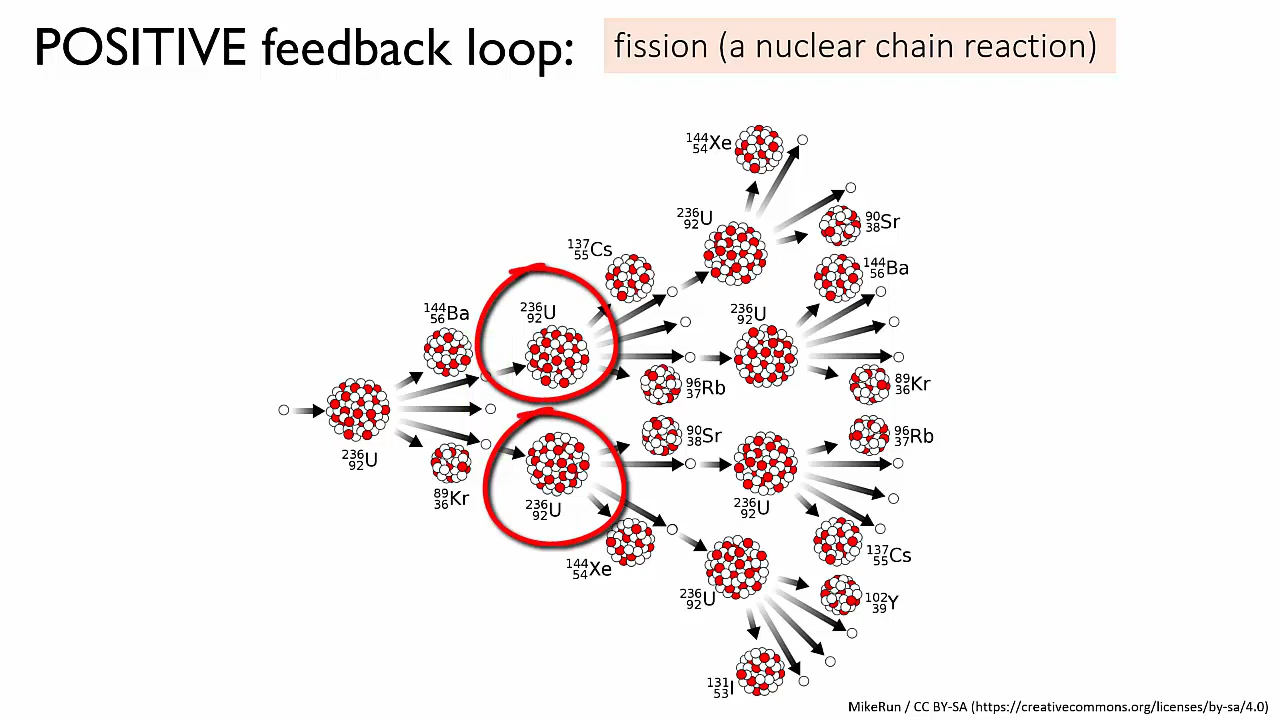 POSITIVE feedback loop: fission (a nuclear chain reaction)
144
54Xe
236
92U
90
38Sr
137
55Cs
144
56Ba
144
56Ba
236
92U
236
92U
89
36Kr
96
37Rb
236
92U
90
38Sr
96
37Rb
89
36Kr
236
92U
236
92U
137
55Cs
144
54Xe
236
92U
102
39Y
131
53I
MikeRun / CC BY-SA (https://creativecommons.org/licenses/by-sa/4.0)